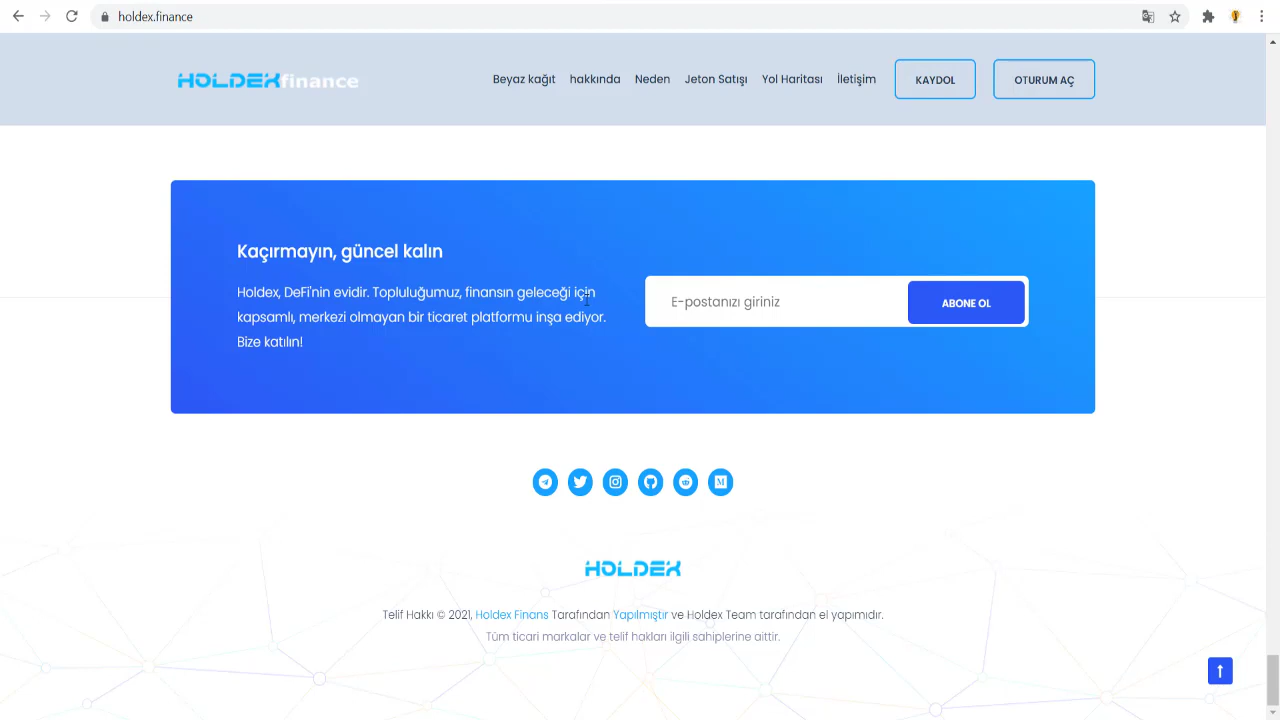 holdex.finance
HOLDEXfinance
Beyaz kağıt hakkında Neden Jeton Satışı Yol Haritası İletişim KAYDOL OTURUM AÇ
Kaçırmayın, güncel kalın
Holdex, DeFi'nin evidir. Topluluğumuz, finansın geleceği için
kapsamlı, merkezi olmayan bir ticaret platformu inşa ediyor.
Bize katılın!
E-postanızı giriniz
ABONE OL
HOLDEX
Telif Hakkı © 2021, Holdex Finans Tarafından Yapılmıştır ve Holdex Team tarafından el yapımıdır.
Tüm ticari markalar ve telif hakları ilgili sahiplerine aittir.